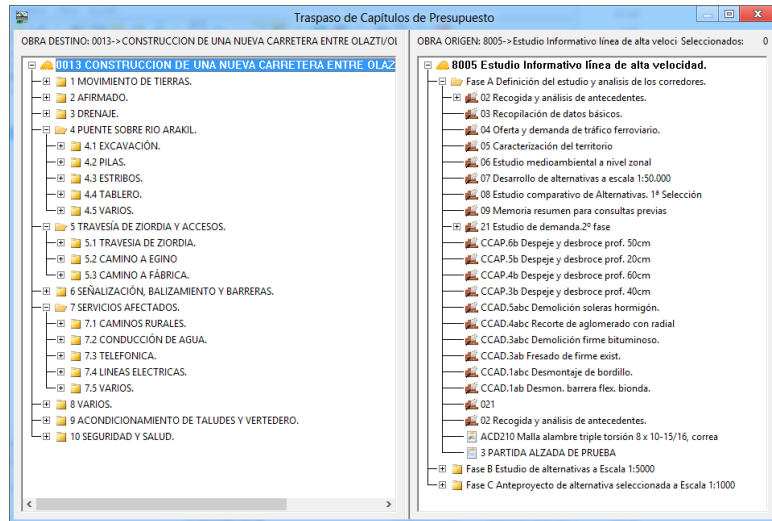 Traspaso de Capítulos de Presupuesto
OBRA DESTINO: 0013->CONSTRUCCION DE UNA NUEVA CARRETERA ENTRE OLAZTI/OI
0013 CONSTRUCCION DE UNA NUEVA CARRETERA ENTRE OLAZ
1 MOVIMIENTO DE TIERRAS.
2 AFIRMADO.
3 DRENAJE.
4 PUENTE SOBRE RIO ARAKIL.
4.1 EXCAVACIÓN.
4.2 PILAS.
4.3 ESTRIBOS.
4.4 TABLERO.
4.5 VARIOS.
5 TRAVESÍA DE ZIORDIA Y ACCESOS.
5.1 TRAVESIA DE ZIORDIA.
5.2 CAMINO A EGINO
5.3 CAMINO A FÁBRICA.
6 SEÑALIZACIÓN, BALIZAMIENTO Y BARRERAS.
7 SERVICIOS AFECTADOS.
7.1 CAMINOS RURALES.
7.2 CONDUCCIÓN DE AGUA.
7.3 TELEFONICA.
7.4 LINEAS ELECTRICAS.
7.5 VARIOS.
8 VARIOS.
9 ACONDICIONAMIENTO DE TALUDES Y VERTEDERO.
10 SEGURIDAD Y SALUD.
OBRA ORIGEN: 8005->Estudio Informativo línea de alta veloci Seleccionados: 0
8005 Estudio Informativo línea de alta velocidad.
Fase A Definición del estudio y analisis de los corredores.
02 Recogida y análisis de antecedentes.
03 Recopilación de datos básicos.
04 Oferta y demanda de tráfico ferroviario.
05 Caracterización del territorio
06 Estudio medioambiental a nivel zonal
07 Desarrollo de alternativas a escala 1:50.000
08 Estudio comparativo de Alternativas. 1ª Selección
09 Memoria resumen para consultas previas
21 Estudio de demanda.2º fase
CCAP.6b Despeje y desbroce prof. 50cm
CCAP.5b Despeje y desbroce prof. 20cm
CCAP.4b Despeje y desbroce prof. 60cm
CCAP.3b Despeje y desbroce prof. 40cm
CCAD.5abc Demolición soleras hormigón.
CCAD.4abc Recorte de aglomerado con radial
CCAD.3abc Demolición firme bituminoso.
CCAD.3ab Fresado de firme exist.
CCAD.1abc Desmontaje de bordillo.
CCAD.1ab Desmon. barrera flex. bionda.
021
02 Recogida y análisis de antecedentes.
ACD210 Malla alambre triple torsión 8 x 10-15/16, correa
3 PARTIDA ALZADA DE PRUEBA
Fase B Estudio de alternativas a Escala 1:5000
Fase C Anteproyecto de alternativa seleccionada a Escala 1:1000